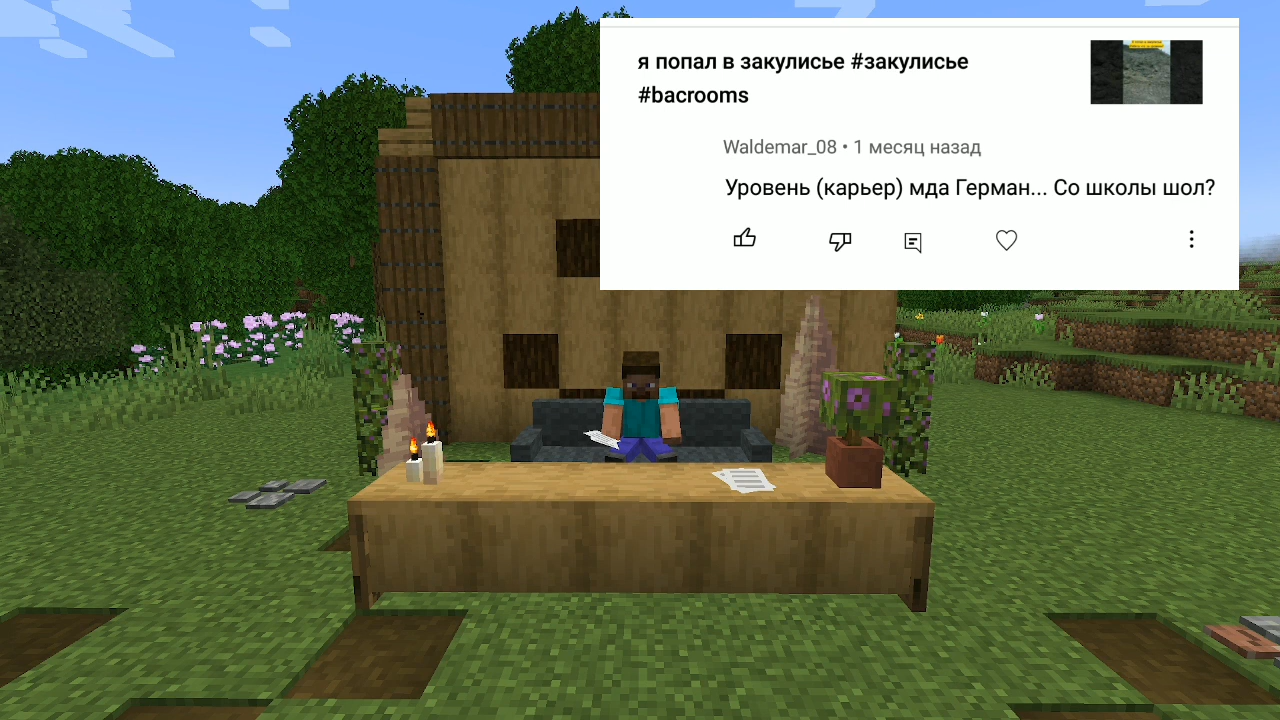 я попал в закулисье #закулисье
#bacrooms
Waldemar_08 • 1 месяц назад
Уровень (карьер) мда Герман... Со школы шол?